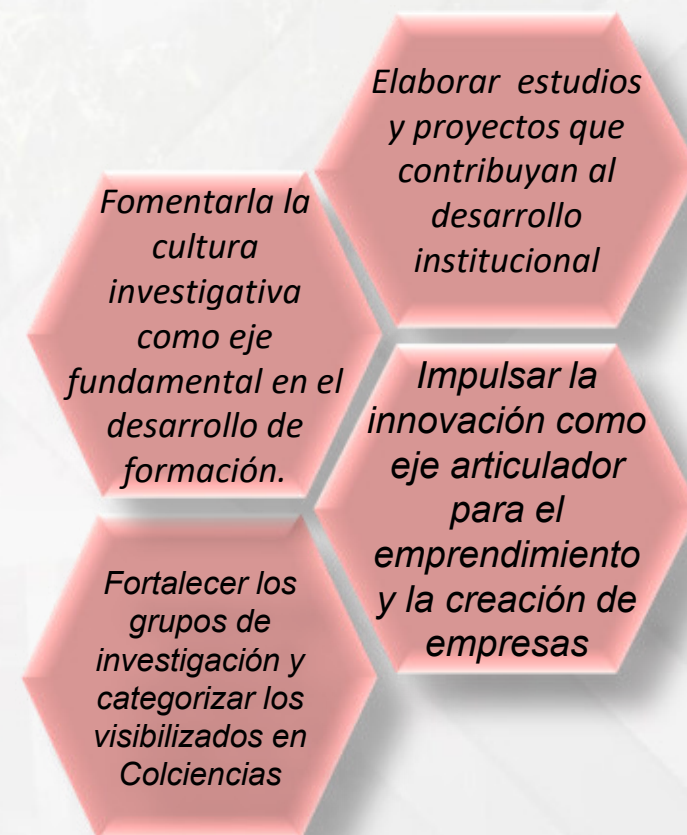 Elaborar estudios
y proyectos que
contribuyan al
desarrollo
institucional
Fomentarla la
cultura
investigativa
como eje
fundamental en el
desarrollo de
formación.
Impulsar la
innovación como
eje articulador
para el
emprendimiento
y la creación de
empresas
Fortalecer los
grupos de
investigación y
categorizar los
visibilizados en
Colciencias